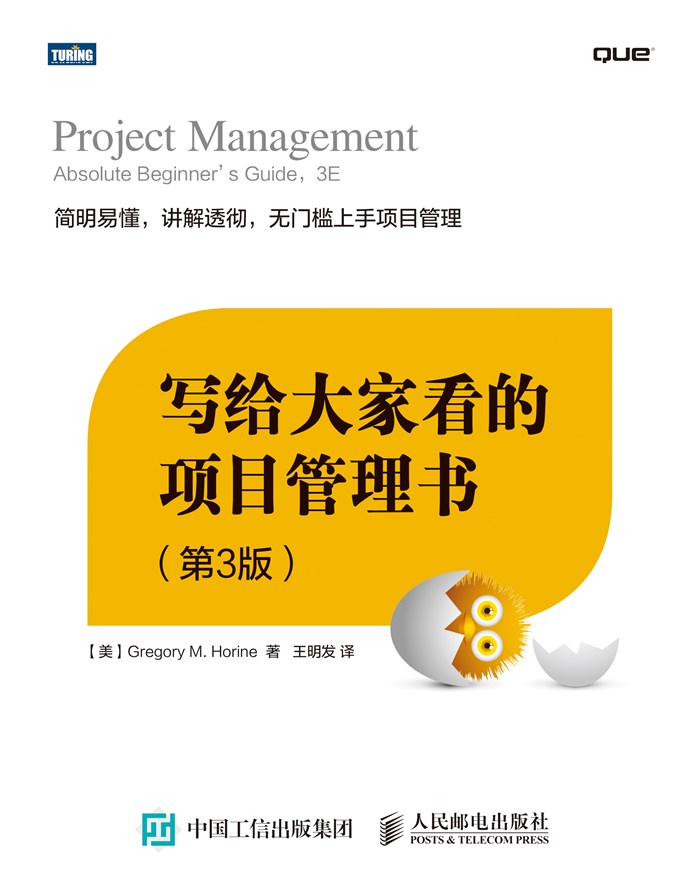 TURING
QUE
Project Management
Absolute Beginner's Guide, 3E
简明易懂，讲解透彻，无门槛上手项目管理
写给大家看的
项目管理书
（第3版）
【美】Gregory M. Horine 著 王明发 译
中国工信出版集团
人民邮电出版社
POSTS & TELECOM PRESS